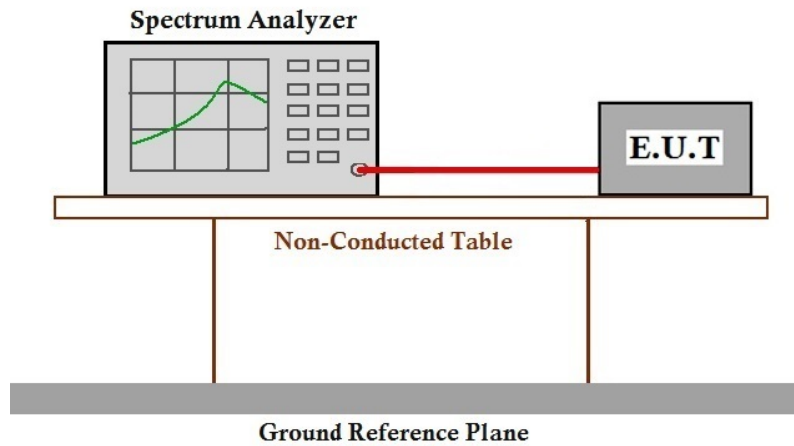 Spectrum Analyzer
E.U.T
Non-Conducted Table
Ground Reference Plane